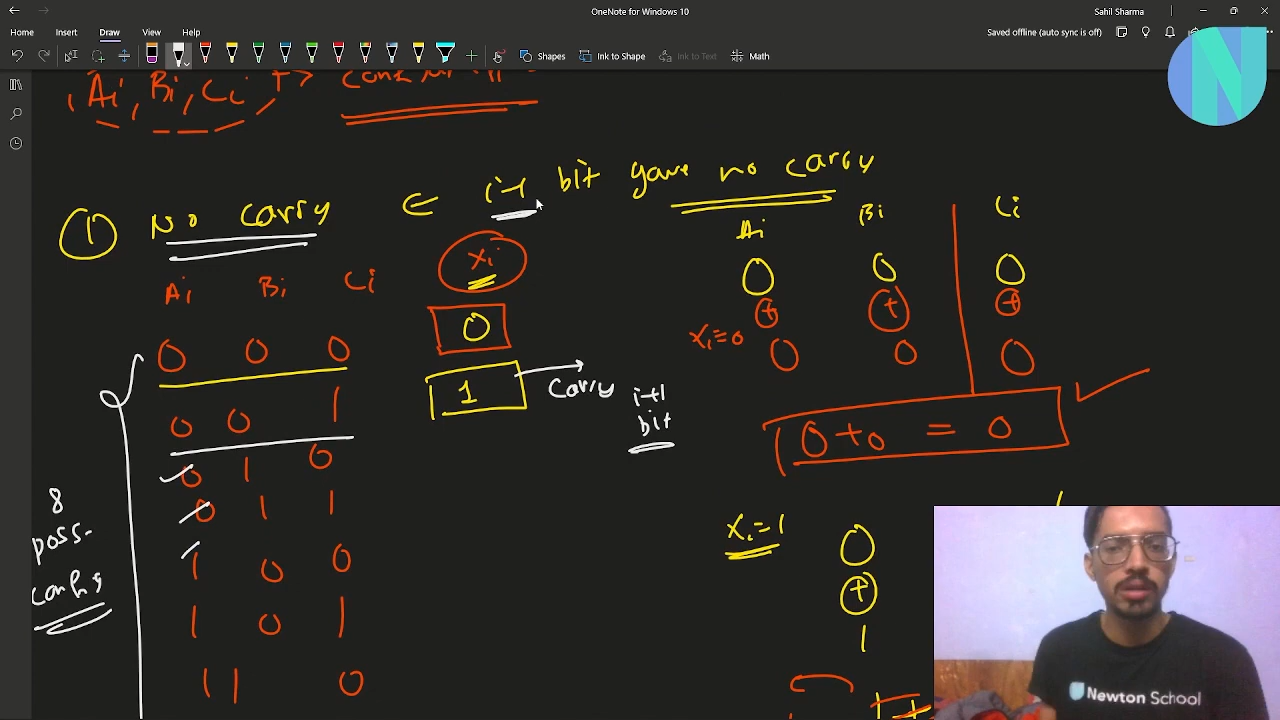 OneNote for Windows 10
Sahil Sharma
Home Insert Draw View Help
Saved offline (auto sync is off)
Shapes Ink to Shape Ink to Text Math
Ai, Bi, Ci
① No carry ∈ i-1 bit gave no carry
Ai Bi Ci
xi
0 0 0
0
0 0 1
1
carry
i+1
bit
0 1 0
0 1 1
1 0 0
1 0 1
1 1 0
8
poss-
Ai Bi Ci
0 0 0
+ + +
xi=0 0 0 0
0+0 = 0
xi=1
0
+
1
1
Newton School